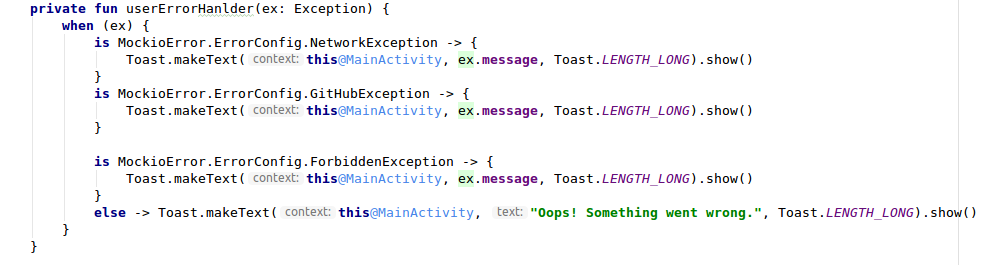 private fun userErrorHanlder(ex: Exception) {
when (ex) {
is MockioError.ErrorConfig.NetworkException -> {
Toast.makeText( context: this@MainActivity, ex.message, Toast.LENGTH_LONG).show()
}
is MockioError.ErrorConfig.GitHubException -> {
Toast.makeText( context: this@MainActivity, ex.message, Toast.LENGTH_LONG).show()
}
is MockioError.ErrorConfig.ForbiddenException -> {
Toast.makeText( context: this@MainActivity, ex.message, Toast.LENGTH_LONG).show()
}
else -> Toast.makeText( context: this@MainActivity, text: "Oops! Something went wrong.", Toast.LENGTH_LONG).show()
}
}